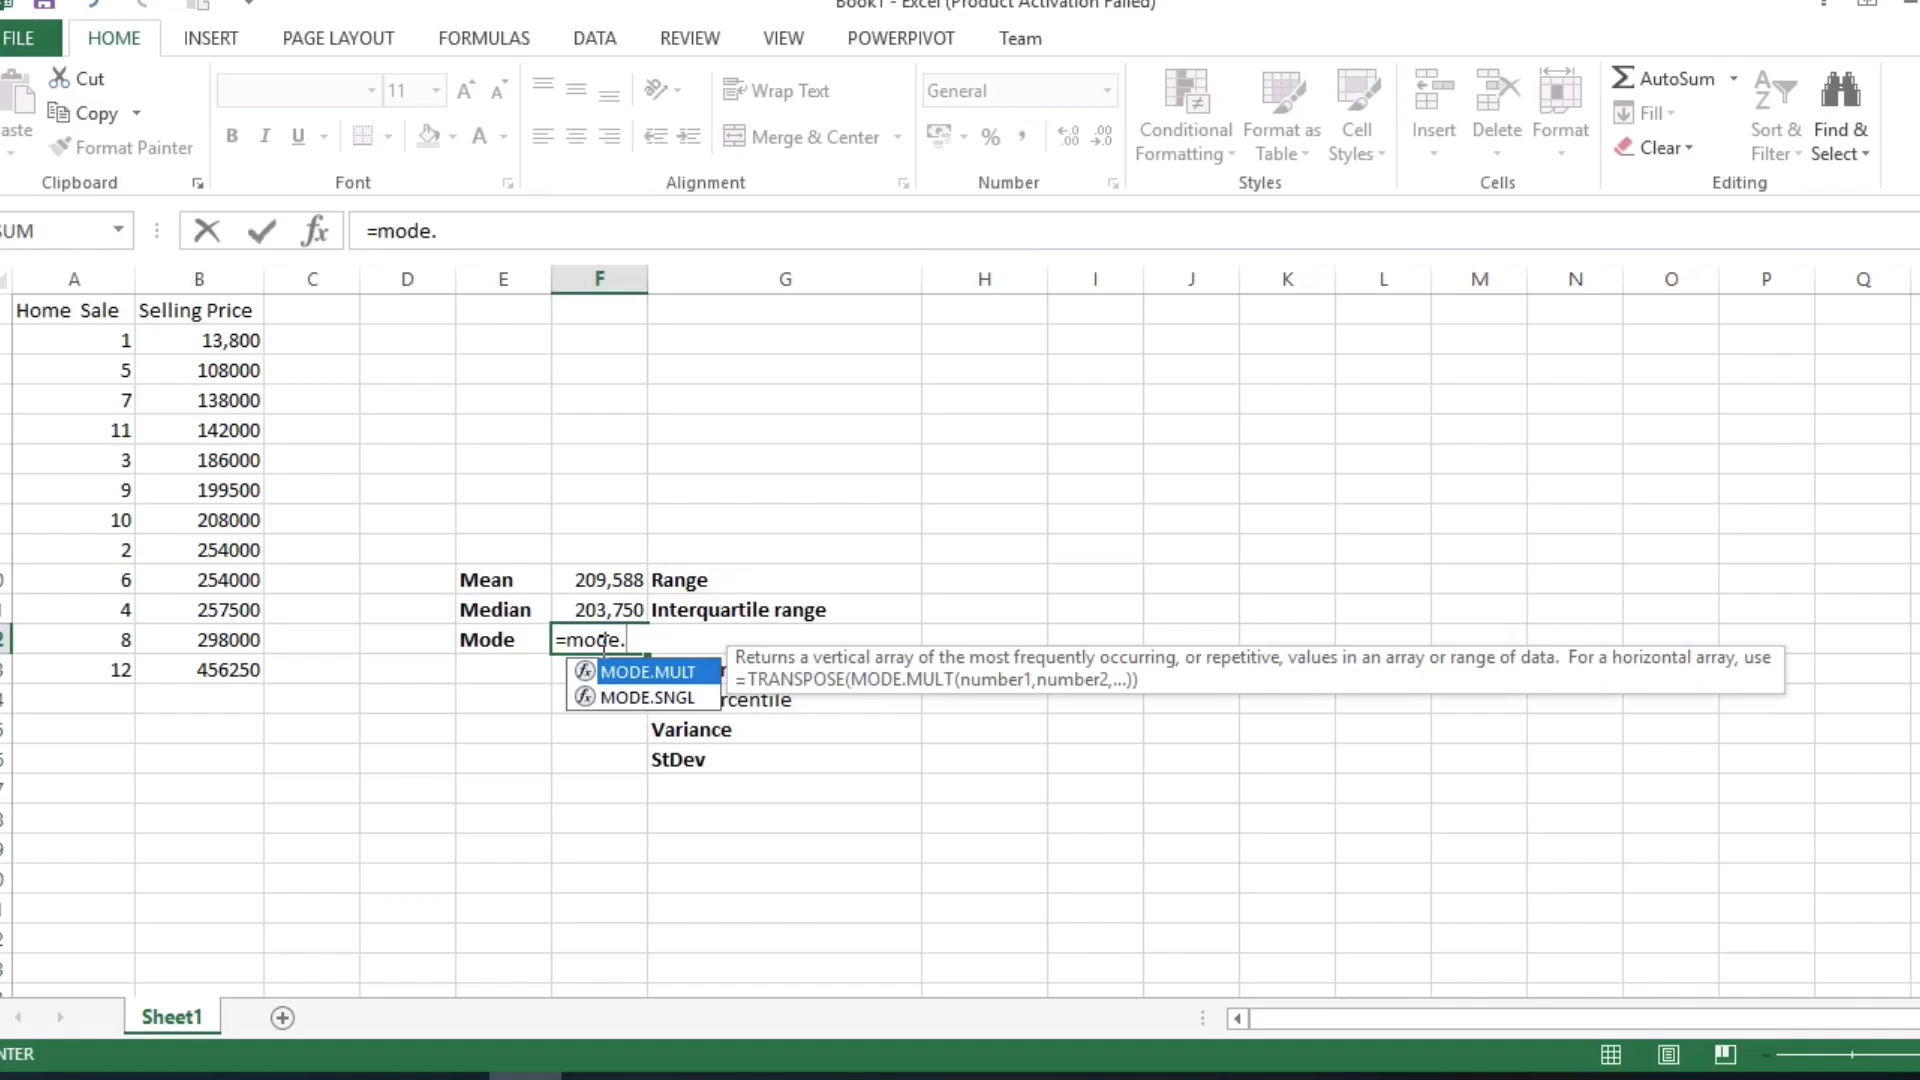 Book1 - Excel (Product Activation Failed)
FILE HOME INSERT PAGE LAYOUT FORMULAS DATA REVIEW VIEW POWERPIVOT Team
Cut
Copy
Format Painter
Clipboard
11
Font
Wrap Text
Merge & Center
Alignment
General
Number
Conditional Formatting
Format as Table
Cell Styles
Styles
Insert
Delete
Format
Cells
AutoSum
Fill
Clear
Sort & Filter
Find & Select
Editing
=mode.
A B C D E F G H I J K L M N O P Q
Home Sale Selling Price
1 13,800
5 108000
7 138000
11 142000
3 186000
9 199500
10 208000
2 254000
6 254000 Mean 209,588 Range
4 257500 Median 203,750 Interquartile range
8 298000 Mode =mode.
12 456250
MODE.MULT
MODE.SNGL
Returns a vertical array of the most frequently occurring, or repetitive, values in an array or range of data. For a horizontal array, use
=TRANSPOSE(MODE.MULT(number1,number2,...))
rcentile
Variance
StDev
Sheet1
NTER